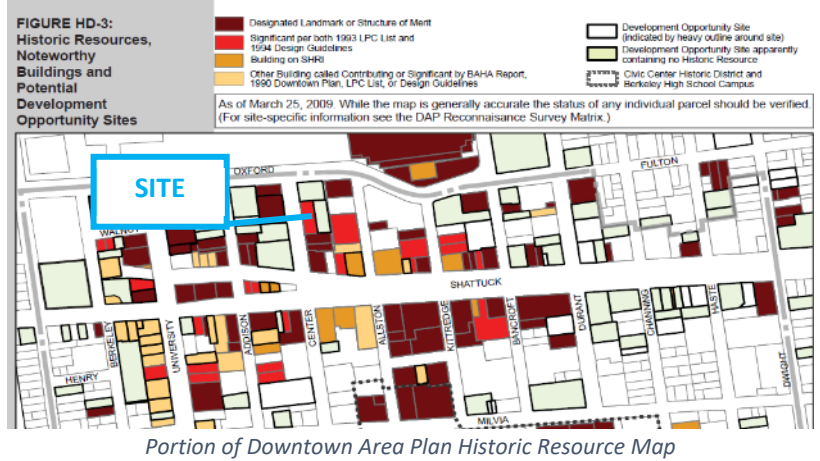 FIGURE HD-3:
Historic Resources,
Noteworthy
Buildings and
Potential
Development
Opportunity Sites
Designated Landmark or Structure of Merit
Significant per both 1993 LPC List and
1994 Design Guidelines
Building on SHRI
Other Building called Contributing or Significant by BAHA Report,
1990 Downtown Plan, LPC List, or Design Guidelines
Development Opportunity Site
(indicated by heavy outline around site)
Development Opportunity Site apparently
containing no Historic Resource
Civic Center Historic District and
Berkeley High School Campus
As of March 25, 2009. While the map is generally accurate the status of any individual parcel should be verified.
(For site-specific information see the DAP Reconnaisance Survey Matrix.)
OXFORD
FULTON
SITE
WALNUT
SHATTUCK
BERKELEY
UNIVERSITY
ADDISON
CENTER
ALLSTON
KITTREDGE
BANCROFT
DURANT
CHANNING
HASTE
DWIGHT
HENRY
MILVIA
Portion of Downtown Area Plan Historic Resource Map